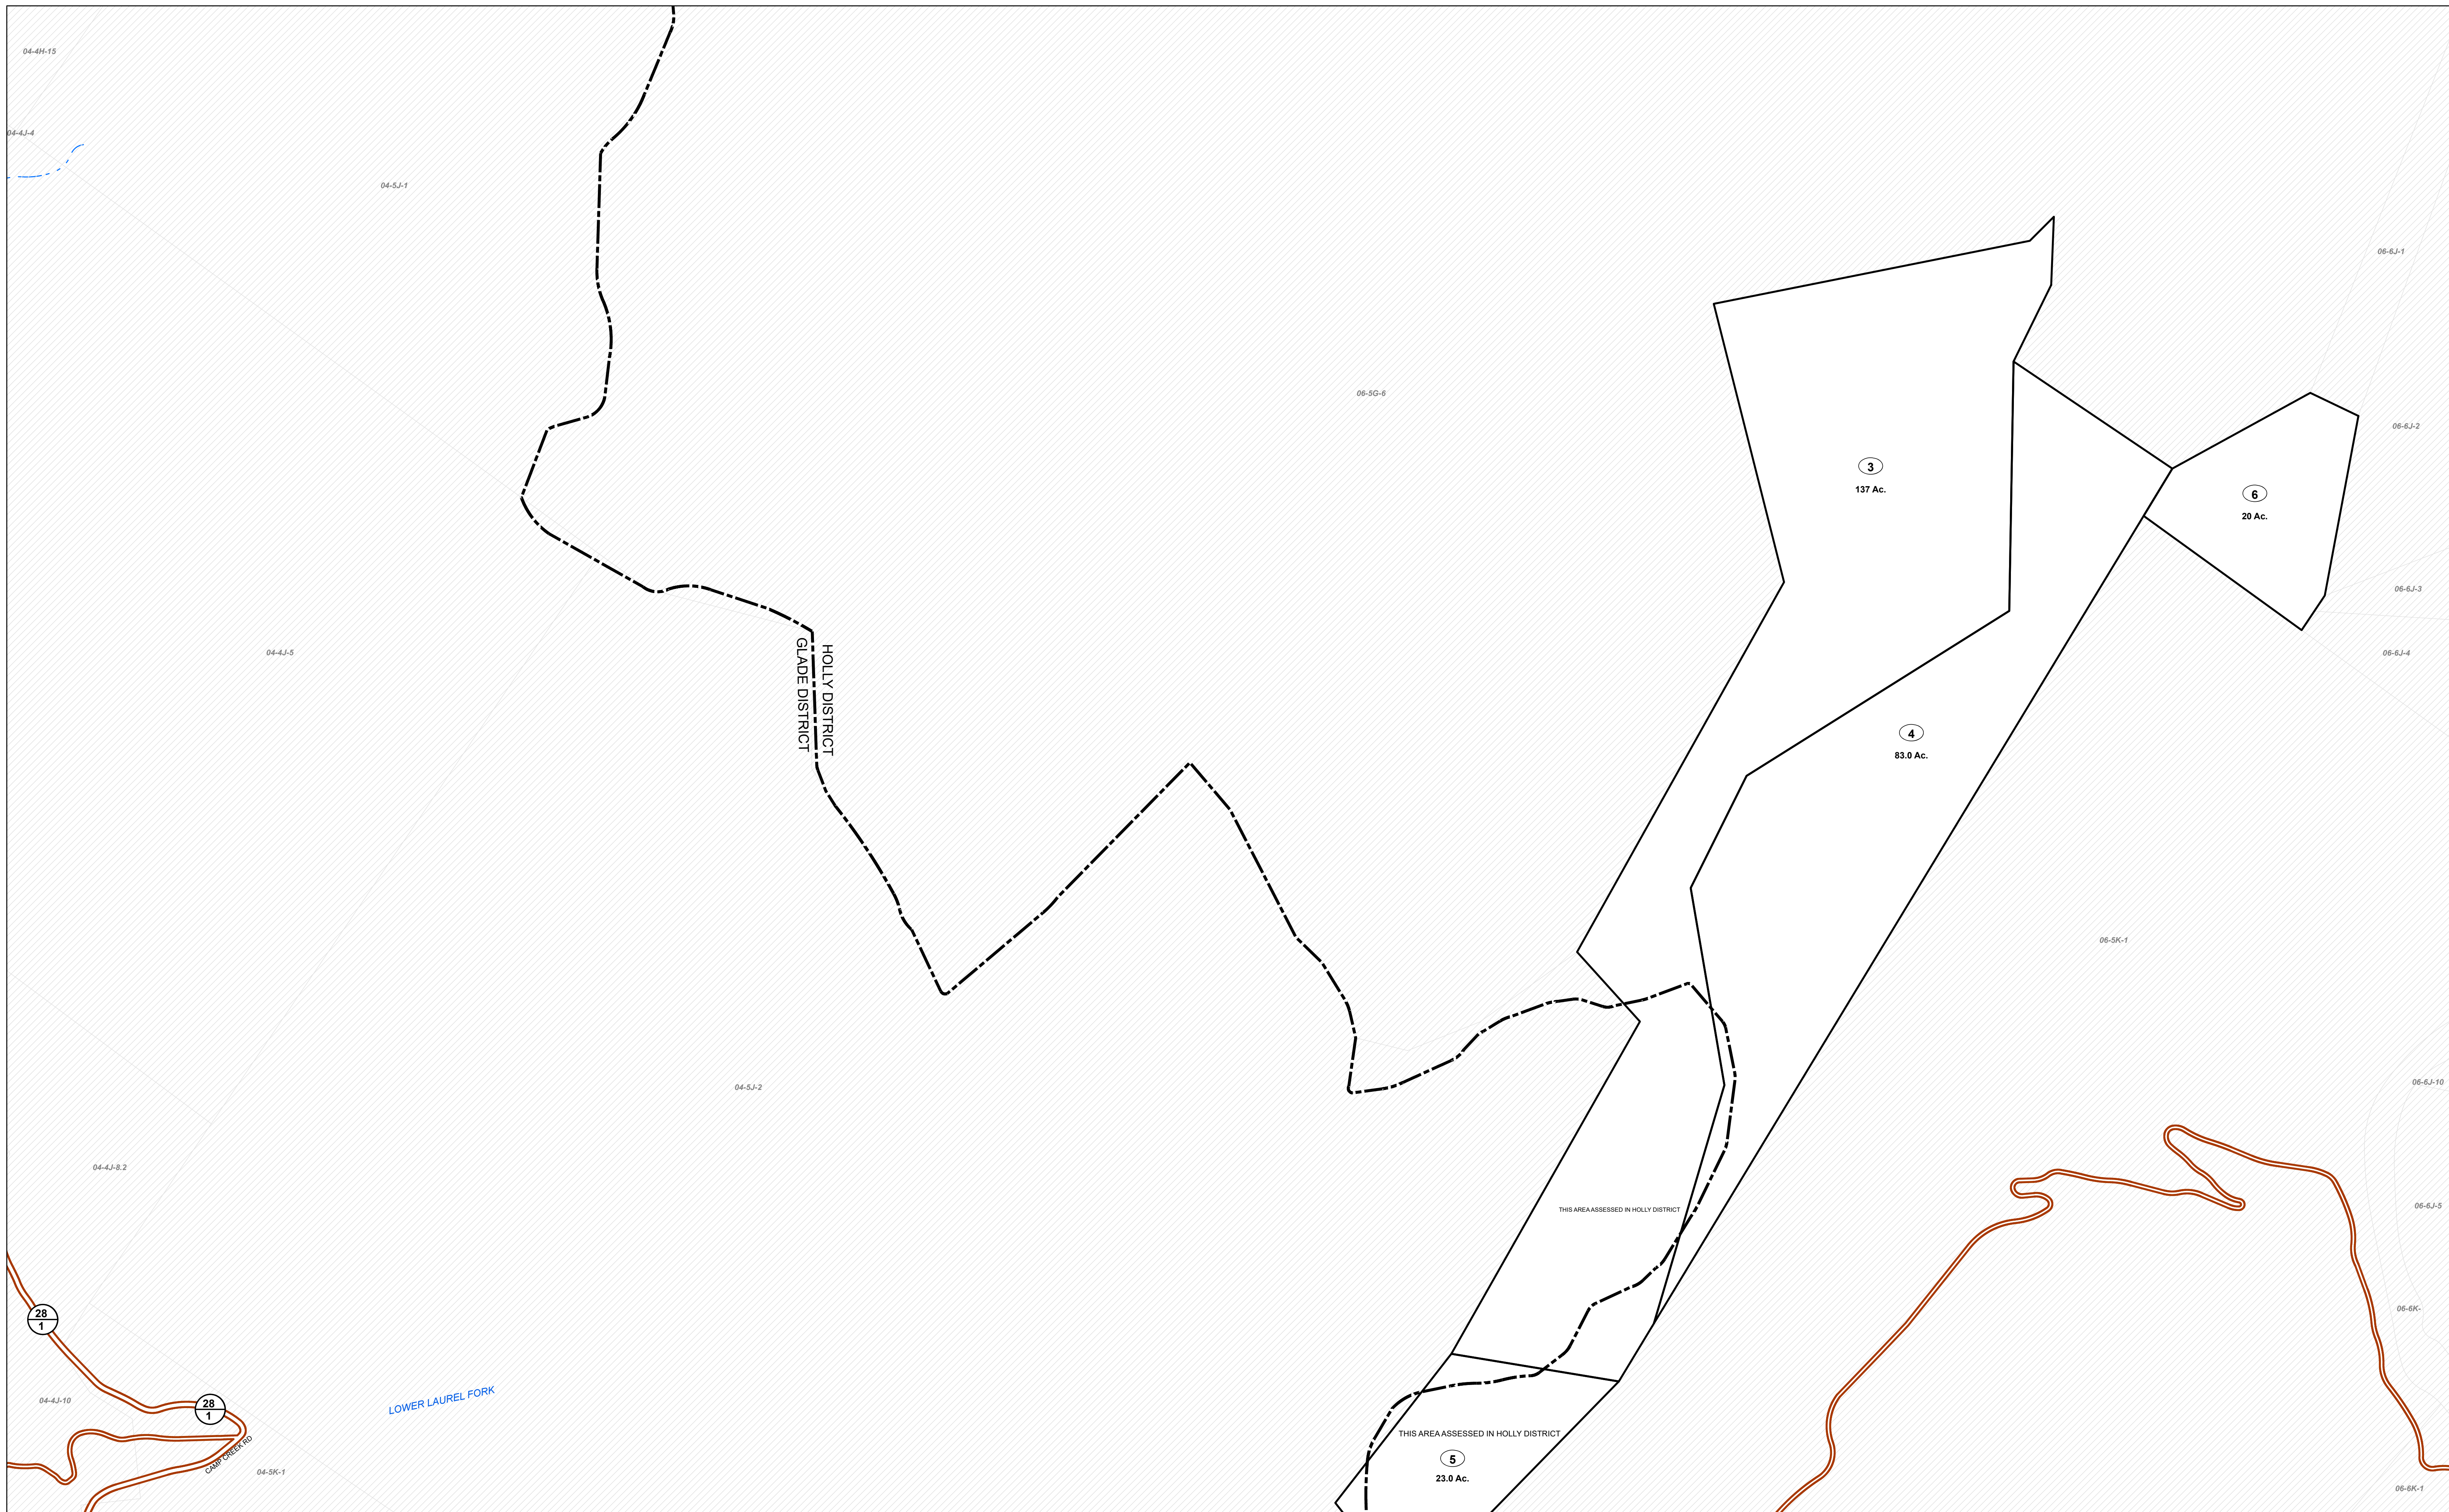 04-4H-15
04-4J-4
04-5J-1
06-6J-1
06-5G-6
06-6J-2
3
137 Ac.
6
20 Ac.
06-6J-3
04-4J-5
06-6J-4
HOLLY DISTRICT
GLADE DISTRICT
4
83.0 Ac.
06-5K-1
06-6J-10
04-5J-2
04-4J-8.2
06-6J-5
THIS AREA ASSESSED IN HOLLY DISTRICT
06-6K-
28
1
LOWER LAUREL FORK
04-4J-10
28
1
THIS AREA ASSESSED IN HOLLY DISTRICT
CAMP CREEK RD
5
23.0 Ac.
04-5K-1
06-6K-1